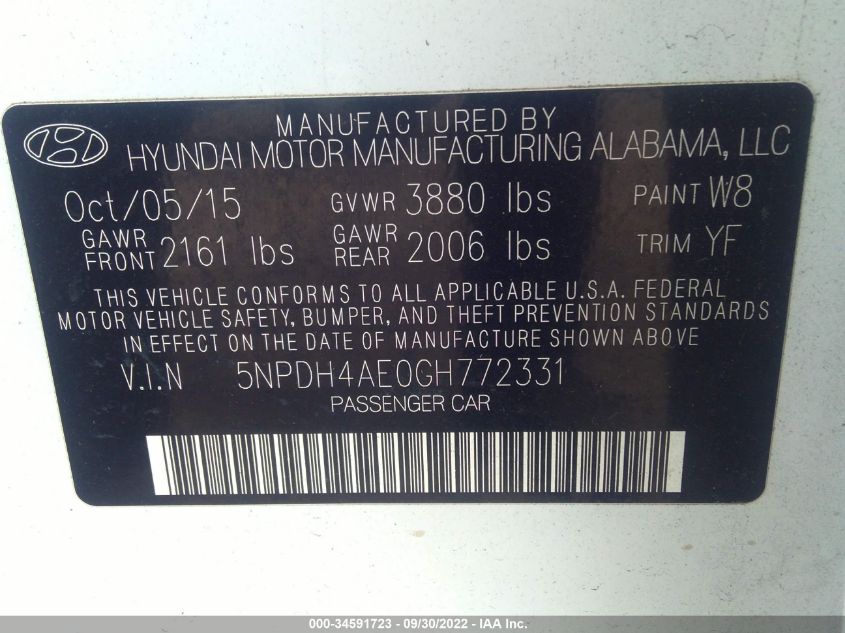 MANUFACTURED BY
HYUNDAI MOTOR MANUFACTURING ALABAMA, LLC
Oct/05/15 GVWR 3880 lbs PAINT W8
GAWR FRONT 2161 lbs GAWR REAR 2006 lbs TRIM YF
THIS VEHICLE CONFORMS TO ALL APPLICABLE U.S.A. FEDERAL
MOTOR VEHICLE SAFETY, BUMPER, AND THEFT PREVENTION STANDARDS
IN EFFECT ON THE DATE OF MANUFACTURE SHOWN ABOVE
V.I.N 5NPDH4AE0GH772331
PASSENGER CAR
000-34591723 - 09/30/2022 - IAA Inc.